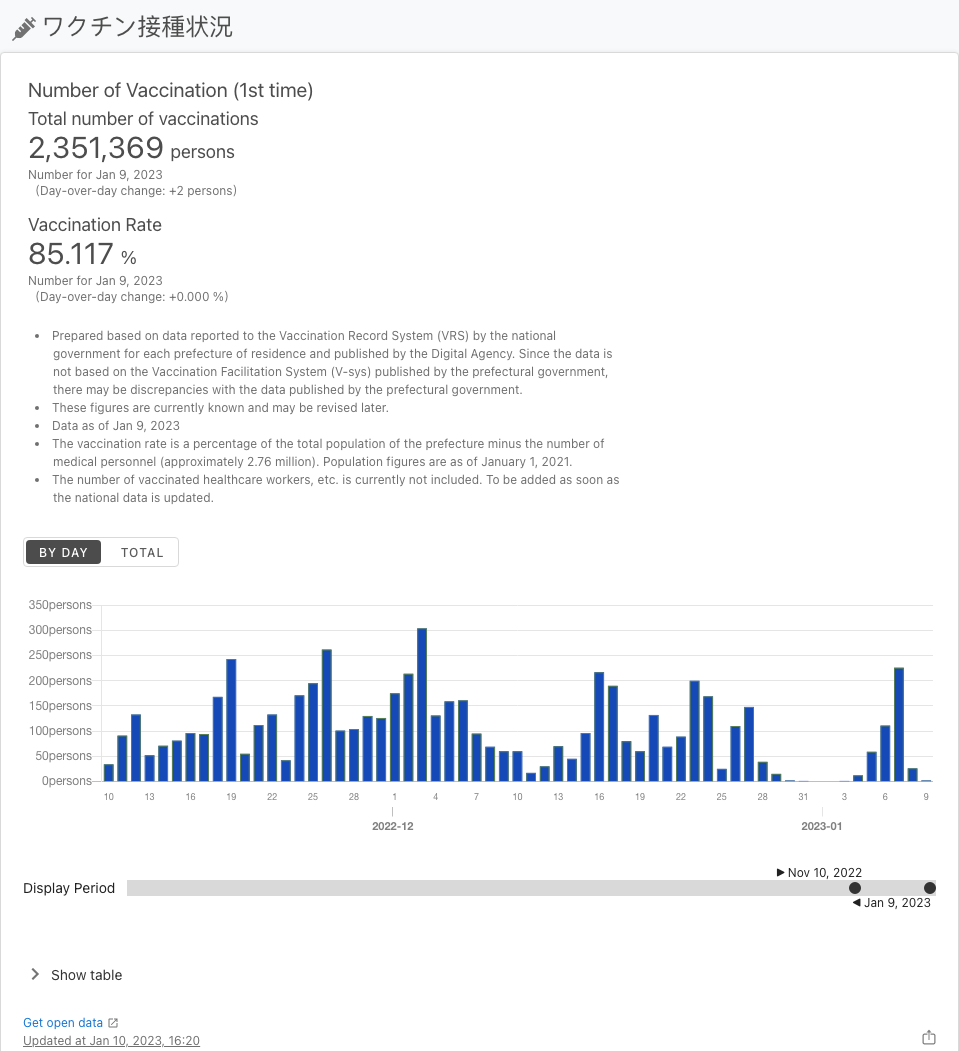 ワクチン接種状況
Number of Vaccination (1st time)
Total number of vaccinations
2,351,369 persons
Number for Jan 9, 2023
(Day-over-day change: +2 persons)
Vaccination Rate
85.117 %
Number for Jan 9, 2023
(Day-over-day change: +0.000 %)
• Prepared based on data reported to the Vaccination Record System (VRS) by the national
government for each prefecture of residence and published by the Digital Agency. Since the data is
not based on the Vaccination Facilitation System (V-sys) published by the prefectural government,
there may be discrepancies with the data published by the prefectural government.
• These figures are currently known and may be revised later.
• Data as of Jan 9, 2023
• The vaccination rate is a percentage of the total population of the prefecture minus the number of
medical personnel (approximately 2.76 million). Population figures are as of January 1, 2021.
• The number of vaccinated healthcare workers, etc. is currently not included. To be added as soon as
the national data is updated.
BY DAY TOTAL
350persons
300persons
250persons
200persons
150persons
100persons
50persons
0persons
10 13 16 19 22 25 28 1 4 7 10 13 16 19 22 25 28 31 3 6 9
2022-12 2023-01
Nov 10, 2022
Display Period
Jan 9, 2023
Show table
Get open data
Updated at Jan 10, 2023, 16:20